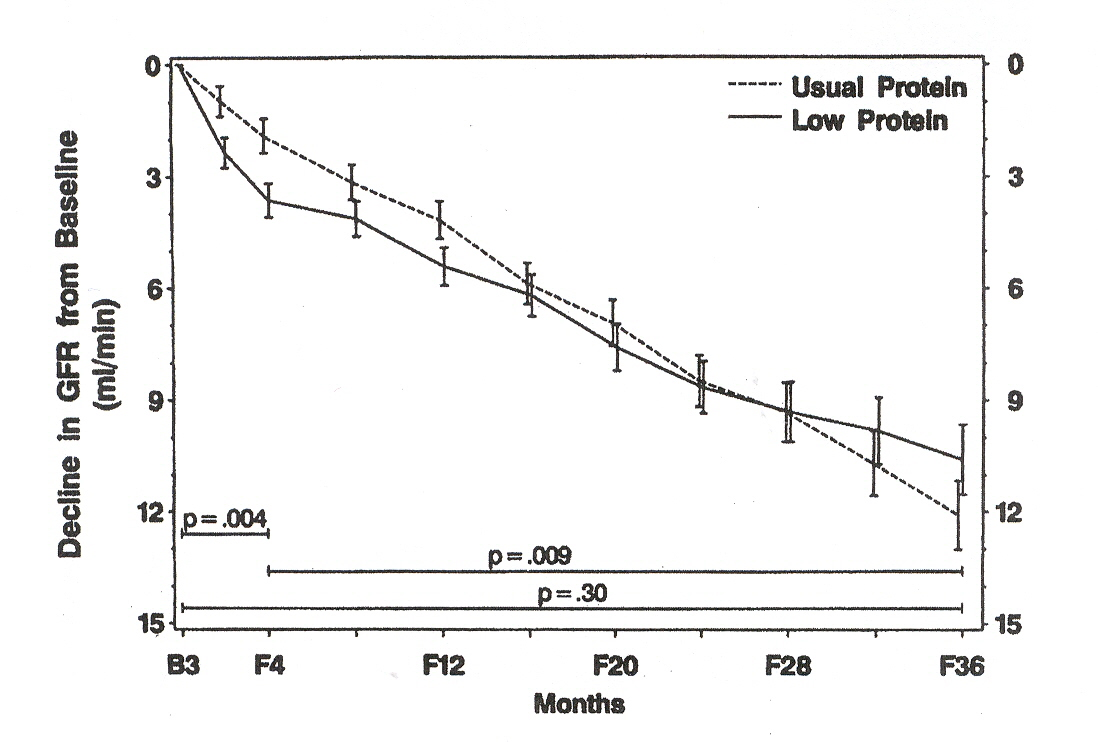 Usual Protein
Low Protein
Decline in GFR from Baseline
(ml/min)
0
3
6
9
12
15
0
3
6
9
12
15
p=.004
p=.009
p=.30
B3 F4 F12 F20 F28 F36
Months